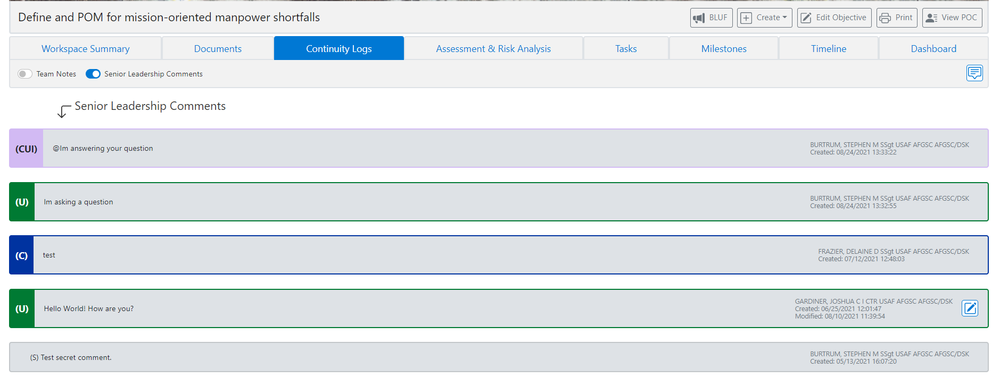 Define and POM for mission-oriented manpower shortfalls
BLUF
Create
Edit Objective
Print
View POC
Workspace Summary
Documents
Continuity Logs
Assessment & Risk Analysis
Tasks
Milestones
Timeline
Dashboard
Team Notes
Senior Leadership Comments
Senior Leadership Comments
(CUI)
@Im answering your question
BURTRUM, STEPHEN M SSgt USAF AFGSC AFGSC/DSK
Created: 08/24/2021 13:33:22
(U)
Im asking a question
BURTRUM, STEPHEN M SSgt USAF AFGSC AFGSC/DSK
Created: 08/24/2021 13:32:55
(C)
test
FRAZIER, DELAINE D SSgt USAF AFGSC AFGSC/DSK
Created: 07/12/2021 12:48:03
(U)
Hello World! How are you?
GARDINER, JOSHUA C I CTR USAF AFGSC AFGSC/DSK
Created: 06/25/2021 12:01:47
Modified: 08/10/2021 11:39:54
(S) Test secret comment.
BURTRUM, STEPHEN M SSgt USAF AFGSC AFGSC/DSK
Created: 05/13/2021 16:07:20